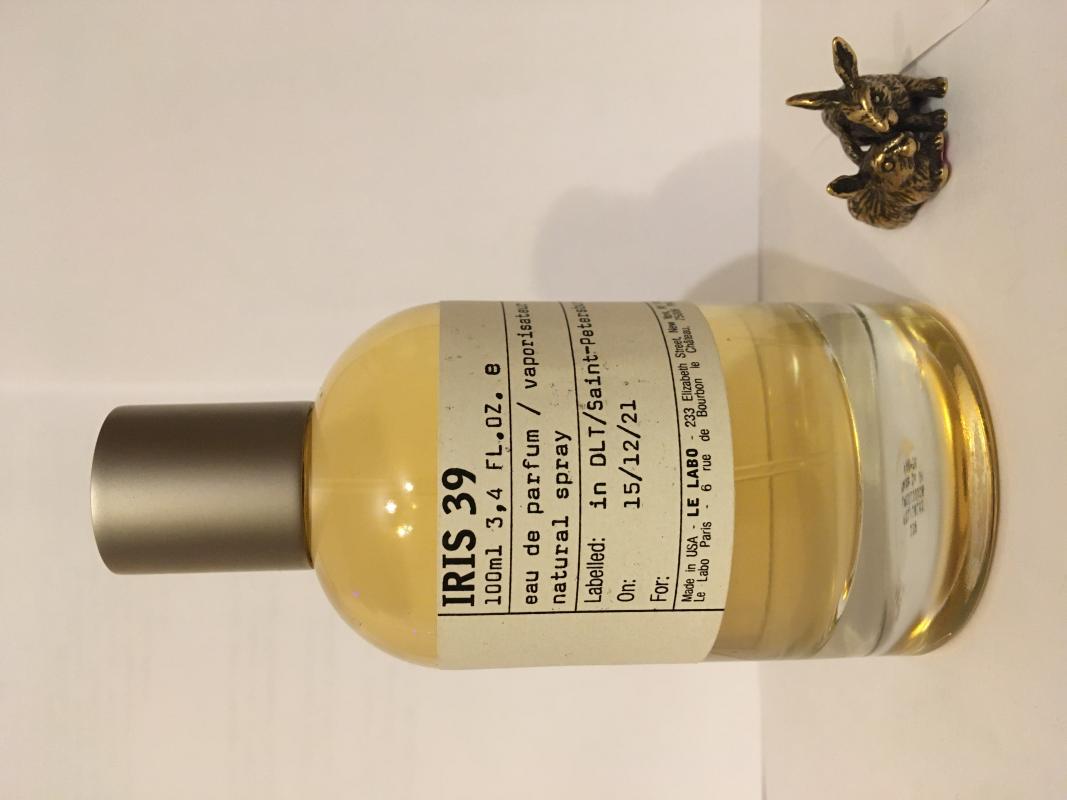 IRIS 39
100ml 3,4 FL.OZ. e
eau de parfum / vaporisateur
natural spray
Labelled: in DLT/Saint-Petersbu
On: 15/12/21
For:
Made in USA - LE LABO - 233 Elizabeth Street, New York,
Le Labo Paris - 6 rue de Bourbon le Château,